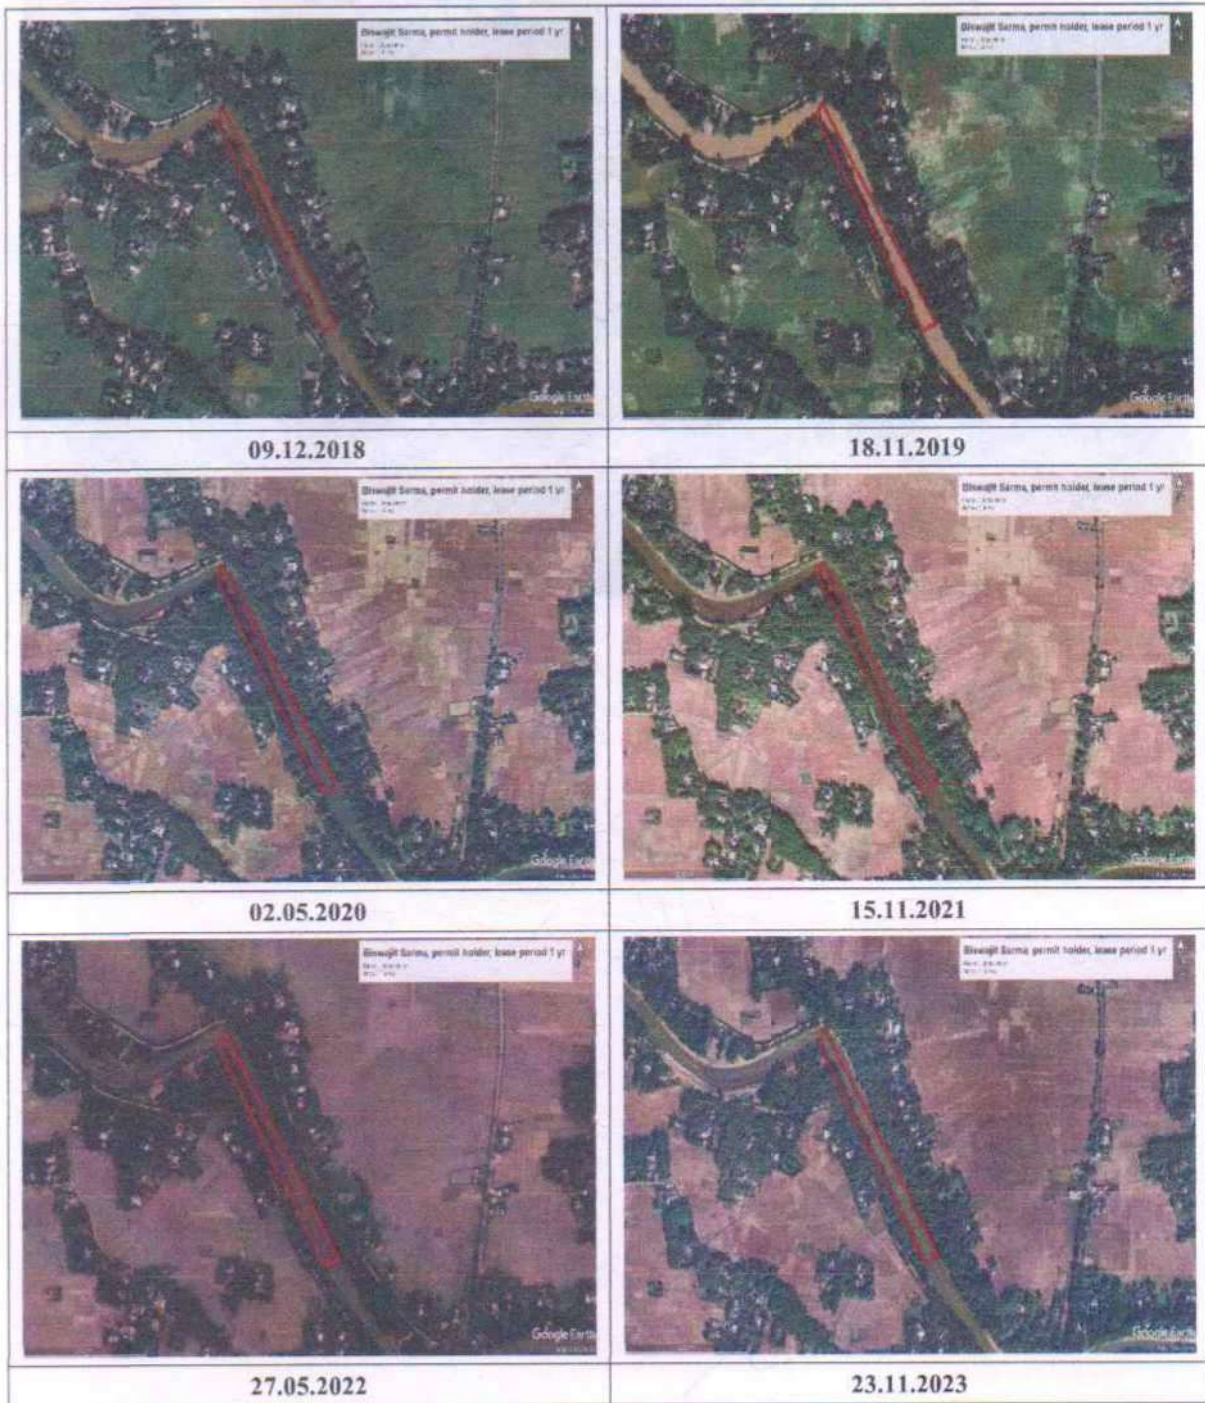 Biswajit Sarma, permit holder, lease period 1 yr
Biswajit Sarma, permit holder, lease period 1 yr
Google Earth
Google Earth
09.12.2018
18.11.2019
Biswajit Sarma, permit holder, lease period 1 yr
Biswajit Sarma, permit holder, lease period 1 yr
Google Earth
Google Earth
02.05.2020
15.11.2021
Biswajit Sarma, permit holder, lease period 1 yr
Biswajit Sarma, permit holder, lease period 1 yr
Google Earth
Google Earth
27.05.2022
23.11.2023